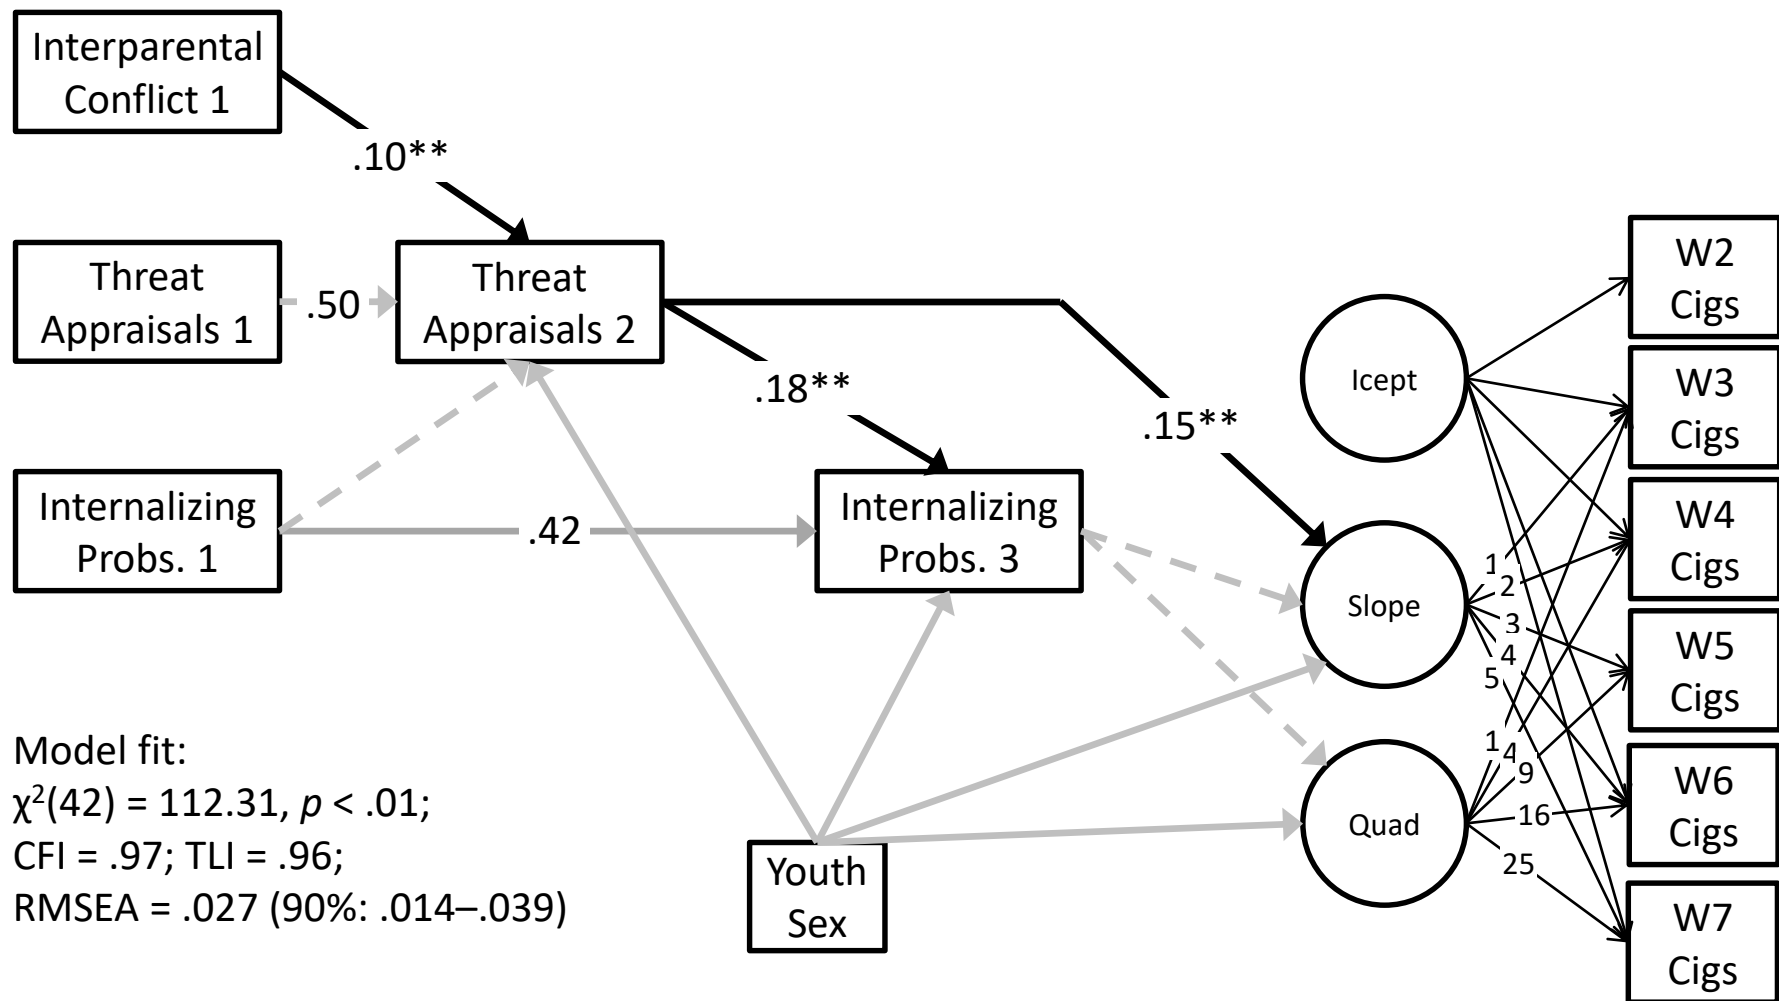 Interparental
Conflict 1
.10**
Threat
Appraisals 1
.50
Threat
Appraisals 2
.18**
.15**
Internalizing
Probs. 1
.42
Internalizing
Probs. 3
Youth
Sex
Icept
Slope
Quad
1
2
3
4
5
1
4
9
16
25
W2
Cigs
W3
Cigs
W4
Cigs
W5
Cigs
W6
Cigs
W7
Cigs
Model fit:
χ²(42) = 112.31, p < .01;
CFI = .97; TLI = .96;
RMSEA = .027 (90%: .014–.039)